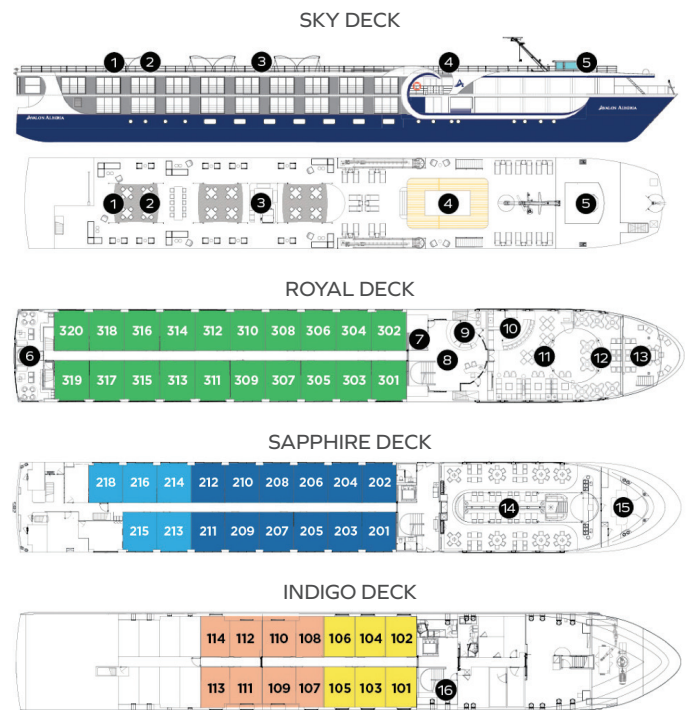 SKY DECK
1 2 3 4 5
AVALON ALEGRIA AVALON ALEGRIA
1 2 3 4 5
ROYAL DECK
320 318 316 314 312 310 308 306 304 302
6 7 8 9 10 11 12 13
319 317 315 313 311 309 307 305 303 301
SAPPHIRE DECK
218 216 214 212 210 208 206 204 202
14 15
215 213 211 209 207 205 203 201
INDIGO DECK
114 112 110 108 106 104 102
113 111 109 107 105 103 101 16